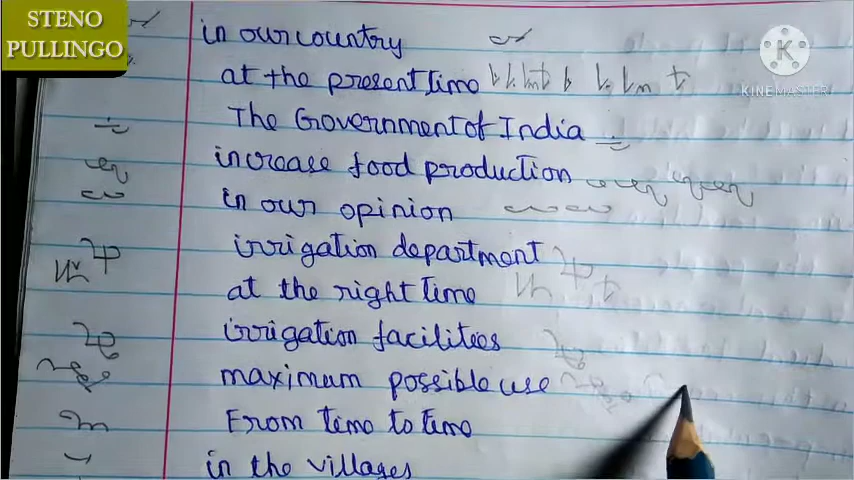 STENO
PULLINGO
KINEMASTER
in our country
at the present time
The Government of India
increase food production
in our opinion
irrigation department
at the right time
irrigation facilities
maximum possible use
From time to time
in the villages